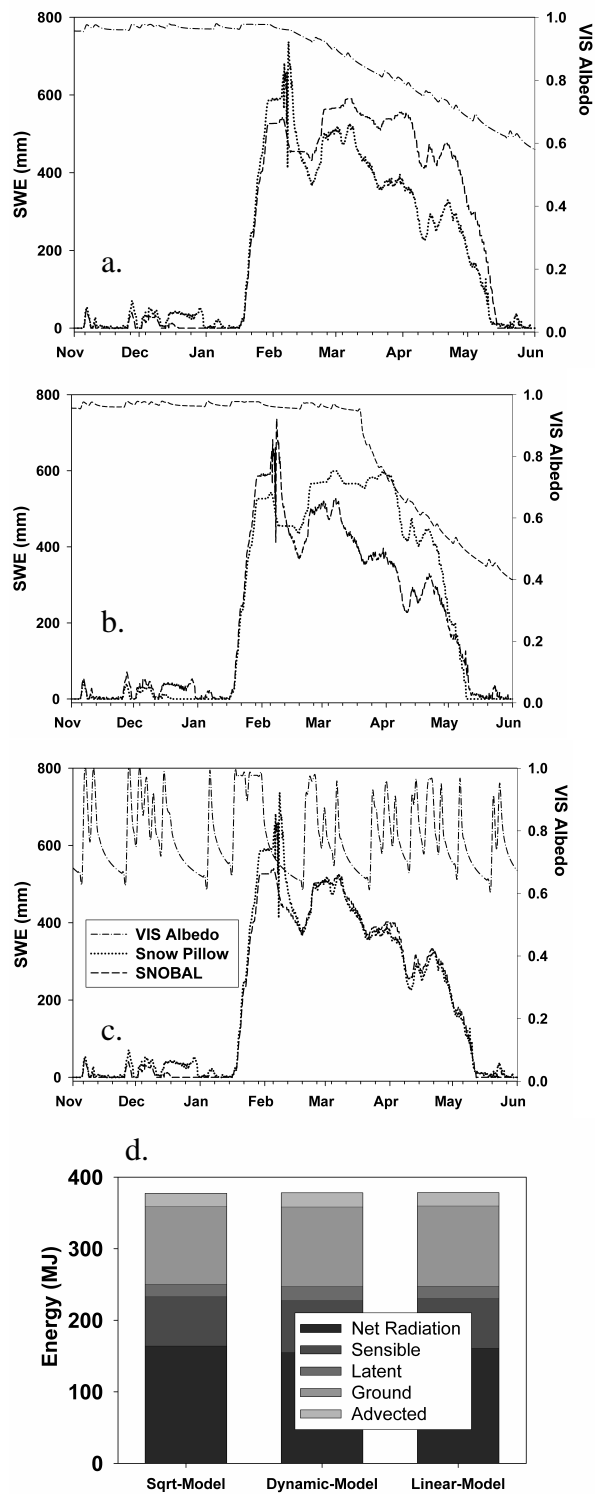 800
600
400
200
0
SWE (mm)
1.0
0.8
0.6
0.4
0.2
0.0
VIS Albedo
a.
Nov Dec Jan Feb Mar Apr May Jun
800
600
400
200
0
SWE (mm)
1.0
0.8
0.6
0.4
0.2
0.0
VIS Albedo
b.
Nov Dec Jan Feb Mar Apr May Jun
800
600
400
200
0
SWE (mm)
1.0
0.8
0.6
0.4
0.2
0.0
VIS Albedo
VIS Albedo
Snow Pillow
SNOBAL
c.
Nov Dec Jan Feb Mar Apr May Jun
d.
400
300
200
100
0
Energy (MJ)
Net Radiation
Sensible
Latent
Ground
Advected
Sqrt-Model Dynamic-Model Linear-Model